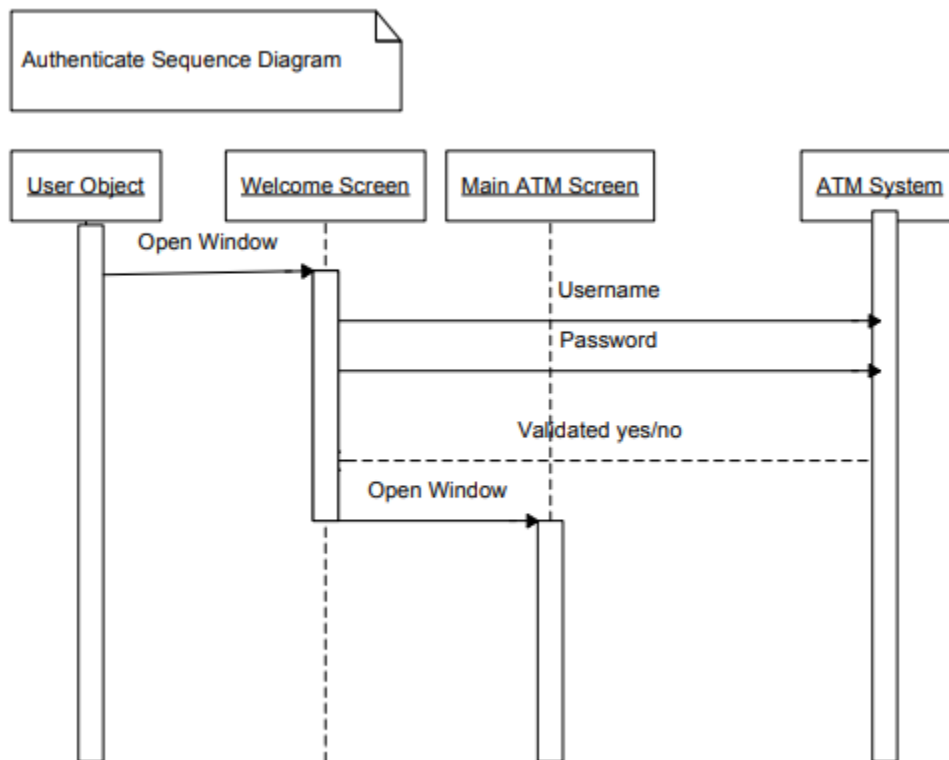 Authenticate Sequence Diagram
User Object
Welcome Screen
Main ATM Screen
ATM System
Open Window
Username
Password
Validated yes/no
Open Window